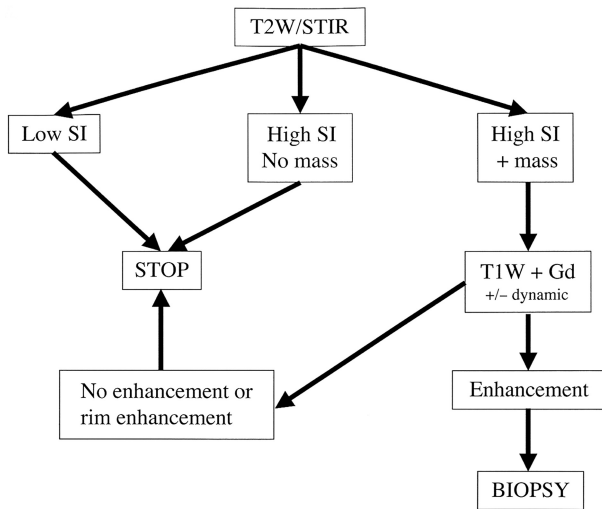 T2W/STIR
Low SI
High SI
No mass
High SI
+ mass
STOP
T1W + Gd
+/– dynamic
No enhancement or
rim enhancement
Enhancement
BIOPSY